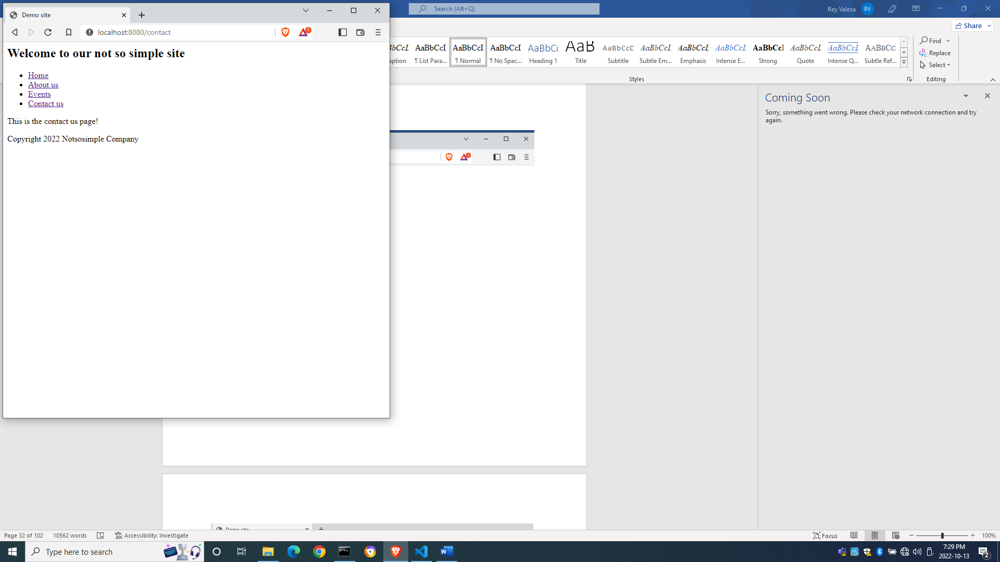 Demo site
localhost:8080/contact
1
Welcome to our not so simple site
Home
About us
Events
Contact us
This is the contact us page!
Copyright 2022 Notsosimple Company
Search (Alt+Q)
Rey Valeza
RV
Share
AaBbCcI
AaBbCcI
AaBbCcI
AaBbCc
AaB
AaBbCcD
AaBbCcI
AaBbCcI
AaBbCcI
AaBbCcI
AaBbCcI
AaBbCcI
AABBCC
¶ List Para...
¶ Normal
¶ No Spac...
Heading 1
Title
Subtitle
Subtle Em...
Emphasis
Intense E...
Strong
Quote
Intense Q...
Subtle Ref...
Styles
Find
Replace
Select
Editing
1
Coming Soon
Sorry, something went wrong. Please check your network connection and try
again.
Demo site
Page 32 of 102
10562 words
Accessibility: Investigate
Focus
100%
Type here to search
7:29 PM
2022-10-13
2